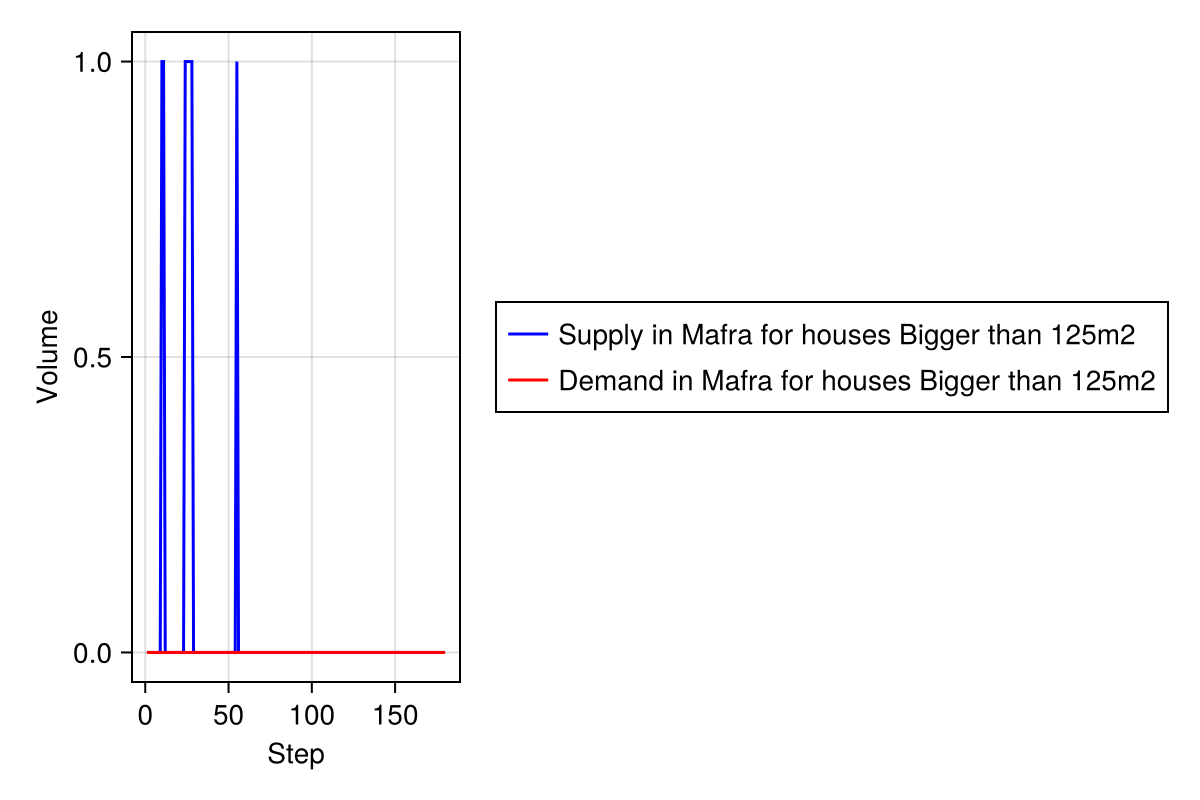 1.0
0.5
0.0
Volume
0
50
100
150
Step
Supply in Mafra for houses Bigger than 125m2
Demand in Mafra for houses Bigger than 125m2